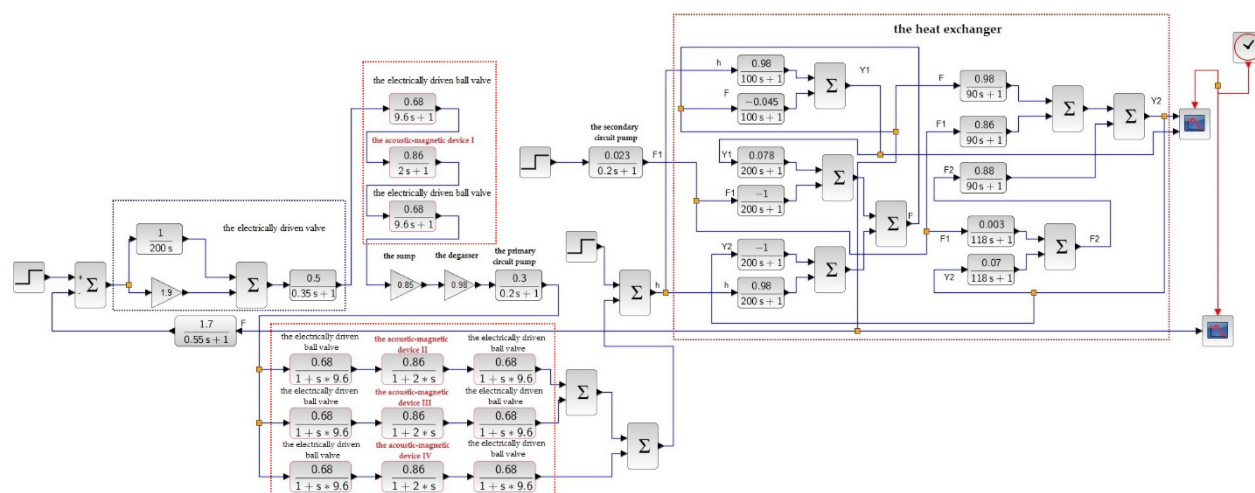 the heat exchanger
the electrically driven ball valve
0.68
9.6 s + 1
the acoustic-magnetic device I
0.86
2 s + 1
the electrically driven ball valve
0.68
9.6 s + 1
the electrically driven valve
1
200 s
1.9
+
-
Σ
Σ
0.5
0.35 s + 1
1.7
0.55 s + 1
F
the sump
0.85
the degasser
0.98
the primary
circuit pump
0.3
0.2 s + 1
the secondary
circuit pump
0.023
0.2 s + 1
F1
Σ
h
h
0.98
100 s + 1
F
-0.045
100 s + 1
Σ
Y1
Y1
0.078
200 s + 1
F1
-1
200 s + 1
Σ
Σ
F
Y2
-1
200 s + 1
h
0.98
200 s + 1
Σ
F
0.98
90 s + 1
F1
0.86
90 s + 1
Σ
Σ
Y2
F2
0.88
90 s + 1
F1
0.003
118 s + 1
Y2
0.07
118 s + 1
Σ
F2
the electrically driven
ball valve
0.68
1 + s * 9.6
the acoustic-magnetic
device II
0.86
1 + 2 * s
the electrically driven
ball valve
0.68
1 + s * 9.6
the electrically driven
ball valve
0.68
1 + s * 9.6
the acoustic-magnetic
device III
0.86
1 + 2 * s
the electrically driven
ball valve
0.68
1 + s * 9.6
the electrically driven
ball valve
0.68
1 + s * 9.6
the acoustic-magnetic
device IV
0.86
1 + 2 * s
the electrically driven
ball valve
0.68
1 + s * 9.6
Σ
Σ